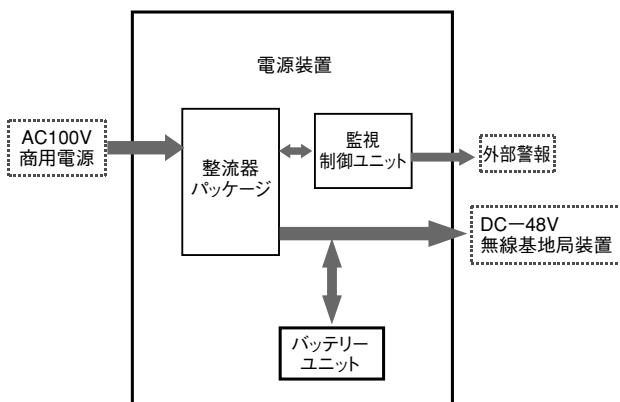 電源装置
AC100V
商用電源
整流器
パッケージ
監視
制御ユニット
外部警報
DC－48V
無線基地局装置
バッテリー
ユニット